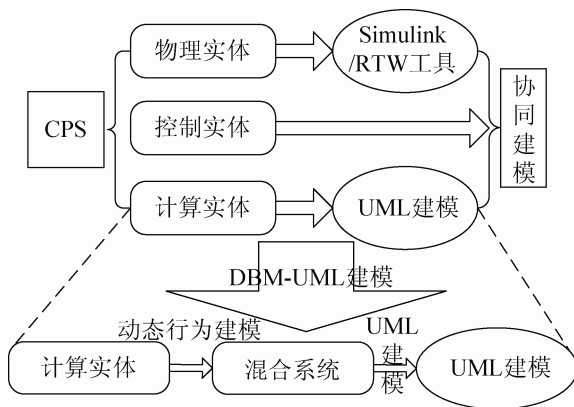 物理实体
Simulink
/RTW工具
CPS
控制实体
协
同
建
模
计算实体
UML建模
DBM-UML建模
动态行为建模
UML
建
模
计算实体
混合系统
UML建模